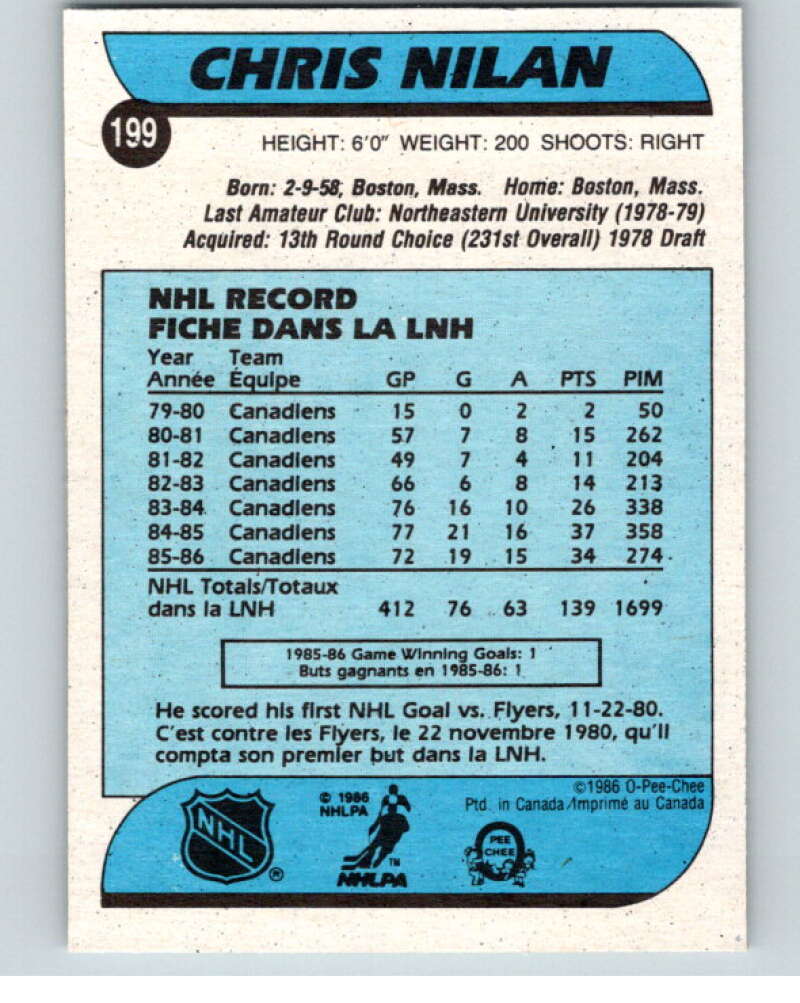 CHRIS NILAN
199
HEIGHT: 6'0" WEIGHT: 200 SHOOTS: RIGHT
Born: 2-9-58, Boston, Mass. Home: Boston, Mass.
Last Amateur Club: Northeastern University (1978-79)
Acquired: 13th Round Choice (231st Overall) 1978 Draft
NHL RECORD
FICHE DANS LA LNH
Year Team
Année Équipe GP G A PTS PIM
79-80 Canadiens 15 0 2 2 50
80-81 Canadiens 57 7 8 15 262
81-82 Canadiens 49 7 4 11 204
82-83 Canadiens 66 6 8 14 213
83-84 Canadiens 76 16 10 26 338
84-85 Canadiens 77 21 16 37 358
85-86 Canadiens 72 19 15 34 274
NHL Totals/Totaux
dans la LNH 412 76 63 139 1699
1985-86 Game Winning Goals: 1
Buts gagnants en 1985-86: 1
He scored his first NHL Goal vs. Flyers, 11-22-80.
C'est contre les Flyers, le 22 novembre 1980, qu'il
compta son premier but dans la LNH.
©1986 O-Pee-Chee
Ptd. in Canada/Imprimé au Canada
NHL ®
© 1986
NHLPA
TM
NHLPA
PEE
CHEE